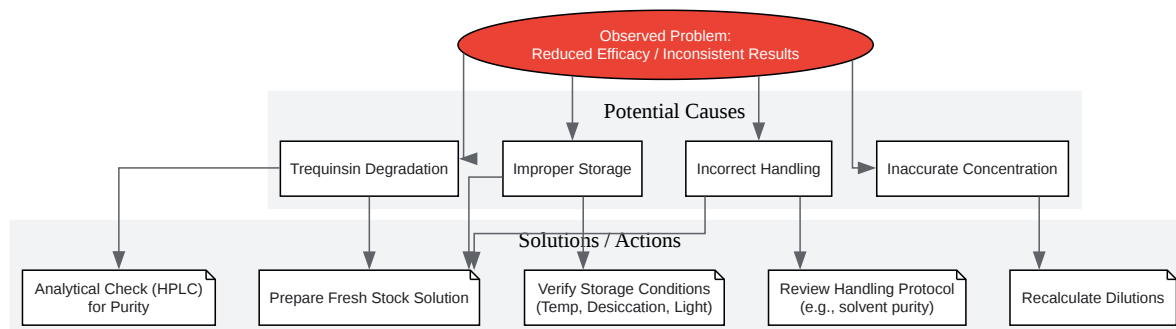 Observed Problem:
Reduced Efficacy / Inconsistent Results
Potential Causes
Trequinsin Degradation
Improper Storage
Incorrect Handling
Inaccurate Concentration
Solutions / Actions
Analytical Check (HPLC)
for Purity
Prepare Fresh Stock Solution
Verify Storage Conditions
(Temp, Desiccation, Light)
Review Handling Protocol
(e.g., solvent purity)
Recalculate Dilutions